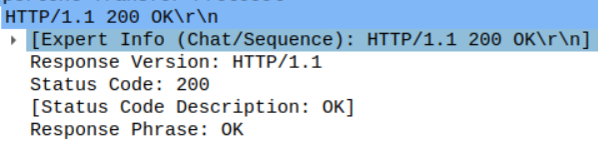 HTTP/1.1 200 OK\r\n
[Expert Info (Chat/Sequence): HTTP/1.1 200 OK\r\n]
Response Version: HTTP/1.1
Status Code: 200
[Status Code Description: OK]
Response Phrase: OK